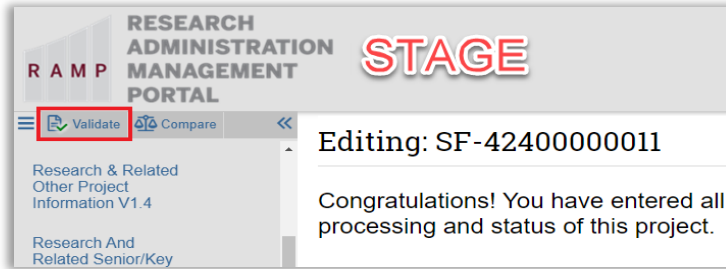 RESEARCH
ADMINISTRATION
RAMP MANAGEMENT
PORTAL
STAGE
Validate Compare
Research & Related
Other Project
Information V1.4
Research And
Related Senior/Key
Editing: SF-42400000011
Congratulations! You have entered all
processing and status of this project.